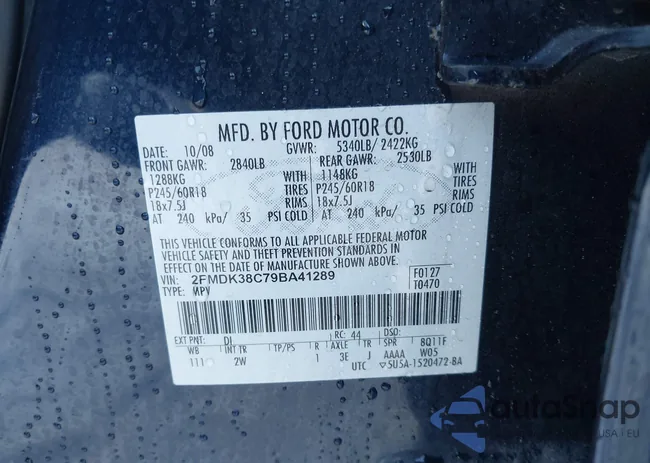 MFD. BY FORD MOTOR CO.
DATE: 10/08 GVWR: 5340LB/ 2422KG
FRONT GAWR: 2840LB REAR GAWR: 2530LB
1288KG WITH 1148KG WITH
P245/60R18 TIRES P245/60R18 TIRES
18x7.5J RIMS 18x7.5J RIMS
AT 240 kPa/ 35 PSI COLD AT 240 kPa/ 35 PSI COLD
THIS VEHICLE CONFORMS TO ALL APPLICABLE FEDERAL MOTOR
VEHICLE SAFETY AND THEFT PREVENTION STANDARDS IN
EFFECT ON THE DATE OF MANUFACTURE SHOWN ABOVE.
VIN: 2FMDK38C79BA41289 F0127
TYPE: MPV T0470
EXT PNT: DI RC: 44 DSO:
WB INT TR TP/PS R AXLE TR SPR 8Q11F
111 2W 1 3E J AAAA W05
UTC 5U5A-1520472-BA
autoSnap
USA | EU